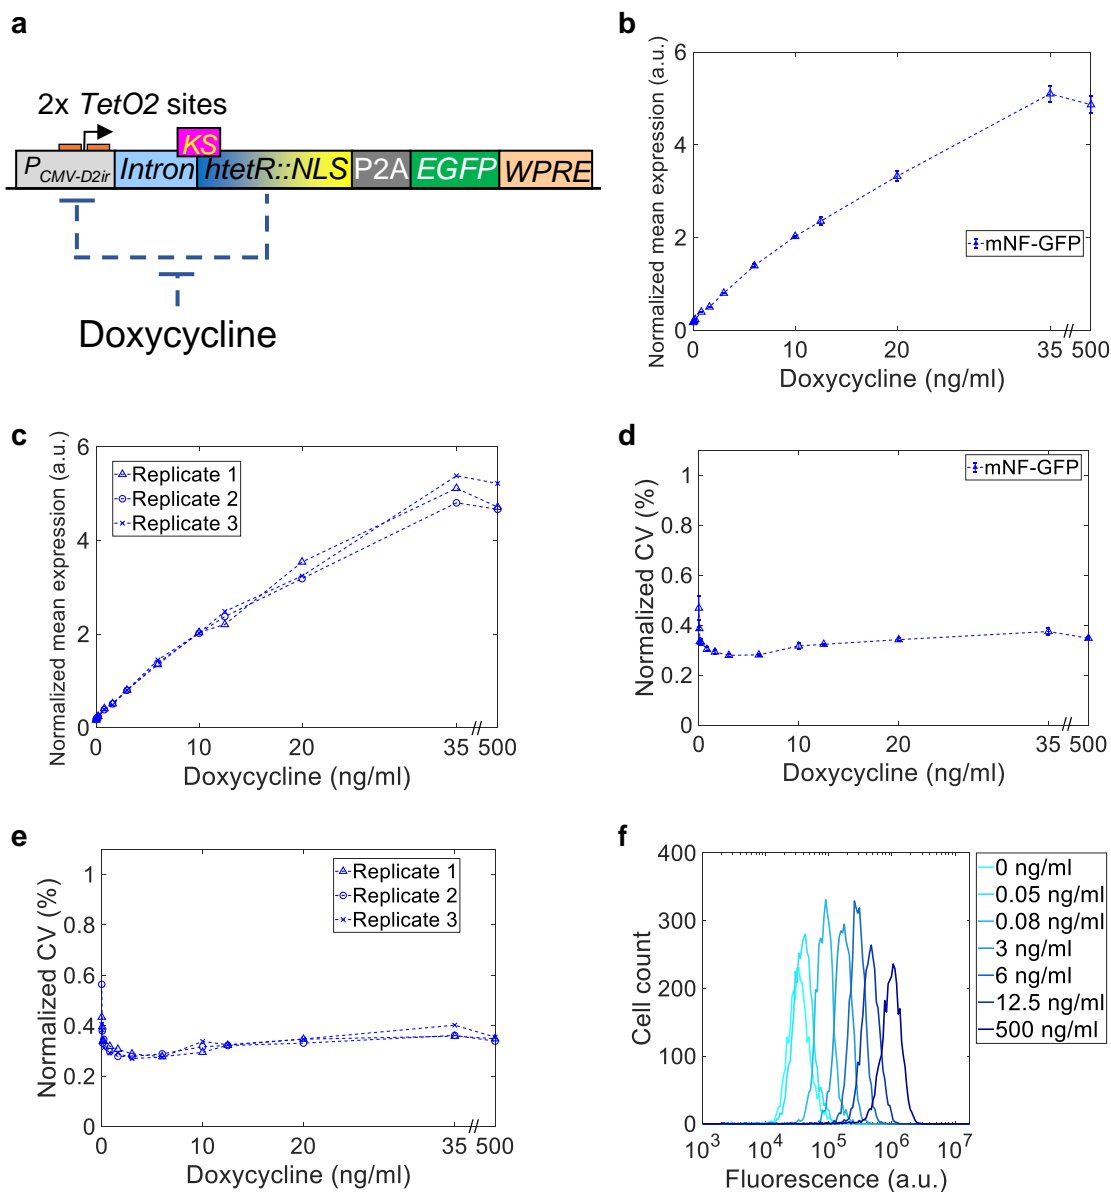 a
2x TetO2 sites
KS
P CMV-D2ir Intron htetR::NLS P2A EGFP WPRE
Doxycycline
b
Normalized mean expression (a.u.)
6
4
2
0
mNF-GFP
0 10 20 35 // 500
Doxycycline (ng/ml)
c
Normalized mean expression (a.u.)
6
4
2
0
Replicate 1
Replicate 2
Replicate 3
0 10 20 35 // 500
Doxycycline (ng/ml)
d
Normalized CV (%)
1
0.8
0.6
0.4
0.2
0
mNF-GFP
0 10 20 35 // 500
Doxycycline (ng/ml)
e
Normalized CV (%)
1
0.8
0.6
0.4
0.2
0
Replicate 1
Replicate 2
Replicate 3
0 10 20 35 // 500
Doxycycline (ng/ml)
f
Cell count
400
300
200
100
0
10³ 10⁴ 10⁵ 10⁶ 10⁷
Fluorescence (a.u.)
0 ng/ml
0.05 ng/ml
0.08 ng/ml
3 ng/ml
6 ng/ml
12.5 ng/ml
500 ng/ml